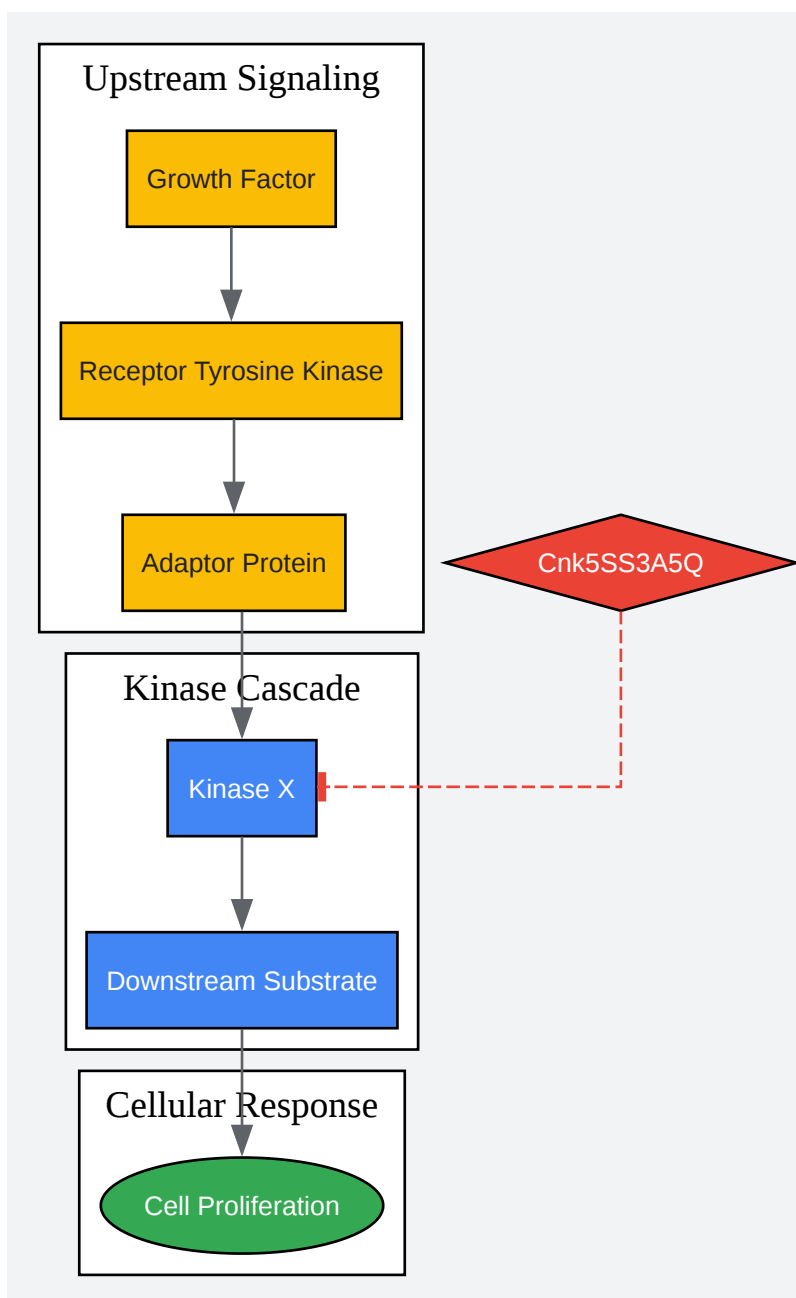 Upstream Signaling
Growth Factor
Receptor Tyrosine Kinase
Adaptor Protein
Cnk5SS3A5Q
Kinase Cascade
Kinase X
Downstream Substrate
Cellular Response
Cell Proliferation